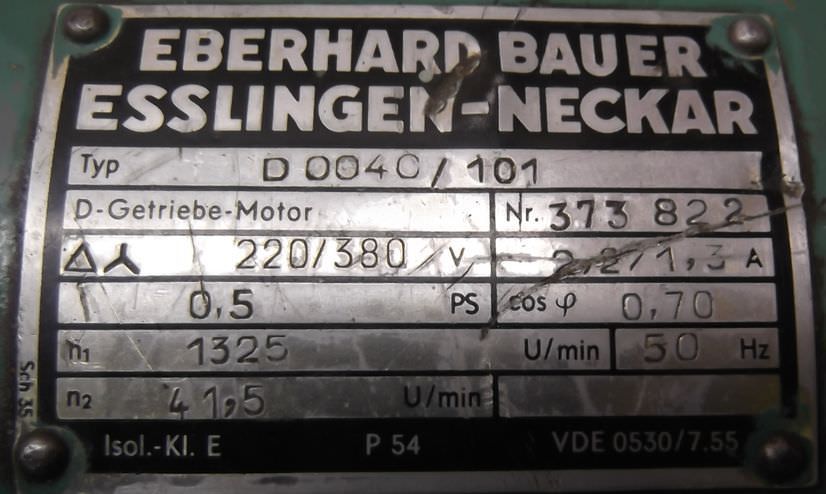 EBERHARD BAUER
ESSLINGEN-NECKAR
Typ D 0040/101
D-Getriebe-Motor Nr. 373 822
220/380 V 2,2/1,3 A
0,5 PS cos φ 0,70
n1 1325 U/min 50 Hz
n2 41,5 U/min
Isol.-Kl. E P 54 VDE 0530/7.55
Sch 35